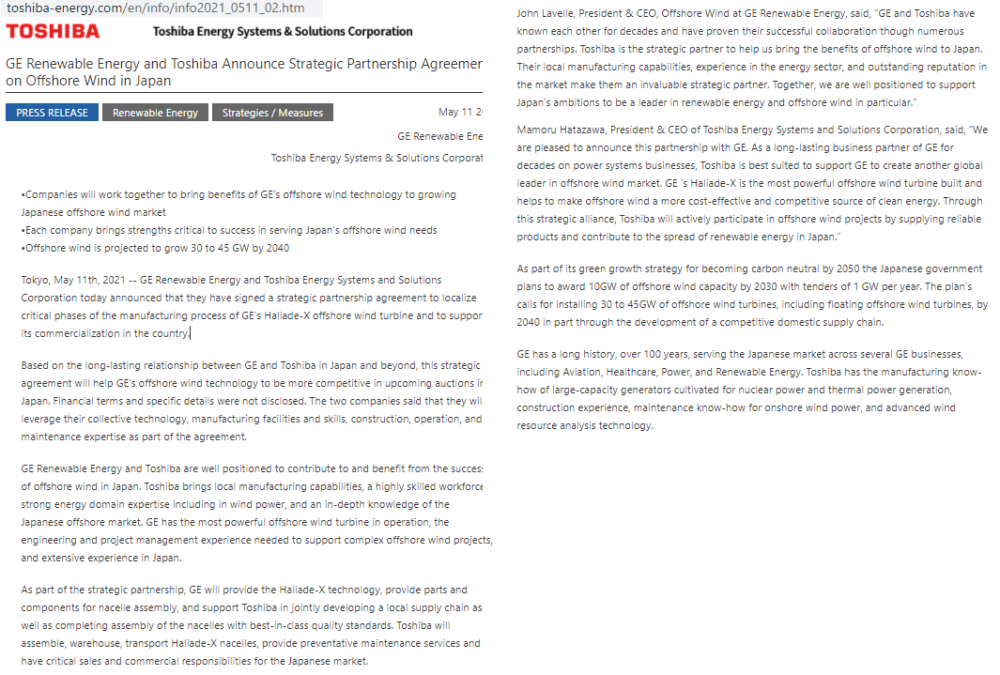 toshiba-energy.com/en/info/info2021_0511_02.htm
TOSHIBA
Toshiba Energy Systems & Solutions Corporation
GE Renewable Energy and Toshiba Announce Strategic Partnership Agreemer
on Offshore Wind in Japan
PRESS RELEASE
Renewable Energy
Strategies / Measures
May 11 2
GE Renewable Ene
Toshiba Energy Systems & Solutions Corporat
•Companies will work together to bring benefits of GE's offshore wind technology to growing
Japanese offshore wind market
•Each company brings strengths critical to success in serving Japan's offshore wind needs
•Offshore wind is projected to grow 30 to 45 GW by 2040
Tokyo, May 11th, 2021 -- GE Renewable Energy and Toshiba Energy Systems and Solutions
Corporation today announced that they have signed a strategic partnership agreement to localize
critical phases of the manufacturing process of GE's Haliade-X offshore wind turbine and to suppor
its commercialization in the country.
Based on the long-lasting relationship between GE and Toshiba in Japan and beyond, this strategic
agreement will help GE's offshore wind technology to be more competitive in upcoming auctions ir
Japan. Financial terms and specific details were not disclosed. The two companies said that they wil
leverage their collective technology, manufacturing facilities and skills, construction, operation, and
maintenance expertise as part of the agreement.
GE Renewable Energy and Toshiba are well positioned to contribute to and benefit from the succes
of offshore wind in Japan. Toshiba brings local manufacturing capabilities, a highly skilled workforce
strong energy domain expertise including in wind power, and an in-depth knowledge of the
Japanese offshore market. GE has the most powerful offshore wind turbine in operation, the
engineering and project management experience needed to support complex offshore wind projects,
and extensive experience in Japan.
As part of the strategic partnership, GE will provide the Haliade-X technology, provide parts and
components for nacelle assembly, and support Toshiba in jointly developing a local supply chain as
well as completing assembly of the nacelles with best-in-class quality standards. Toshiba will
assemble, warehouse, transport Haliade-X nacelles, provide preventative maintenance services and
have critical sales and commercial responsibilities for the Japanese market.
John Lavelle, President & CEO, Offshore Wind at GE Renewable Energy, said, "GE and Toshiba have
known each other for decades and have proven their successful collaboration though numerous
partnerships. Toshiba is the strategic partner to help us bring the benefits of offshore wind to Japan.
Their local manufacturing capabilities, experience in the energy sector, and outstanding reputation in
the market make them an invaluable strategic partner. Together, we are well positioned to support
Japan's ambitions to be a leader in renewable energy and offshore wind in particular."
Mamoru Hatazawa, President & CEO of Toshiba Energy Systems and Solutions Corporation, said, "We
are pleased to announce this partnership with GE. As a long-lasting business partner of GE for
decades on power systems businesses, Toshiba is best suited to support GE to create another global
leader in offshore wind market. GE 's Haliade-X is the most powerful offshore wind turbine built and
helps to make offshore wind a more cost-effective and competitive source of clean energy. Through
this strategic alliance, Toshiba will actively participate in offshore wind projects by supplying reliable
products and contribute to the spread of renewable energy in Japan."
As part of its green growth strategy for becoming carbon neutral by 2050 the Japanese government
plans to award 10GW of offshore wind capacity by 2030 with tenders of 1 GW per year. The plan's
calls for installing 30 to 45GW of offshore wind turbines, including floating offshore wind turbines, by
2040 in part through the development of a competitive domestic supply chain.
GE has a long history, over 100 years, serving the Japanese market across several GE businesses,
including Aviation, Healthcare, Power, and Renewable Energy. Toshiba has the manufacturing know-
how of large-capacity generators cultivated for nuclear power and thermal power generation,
construction experience, maintenance know-how for onshore wind power, and advanced wind
resource analysis technology.